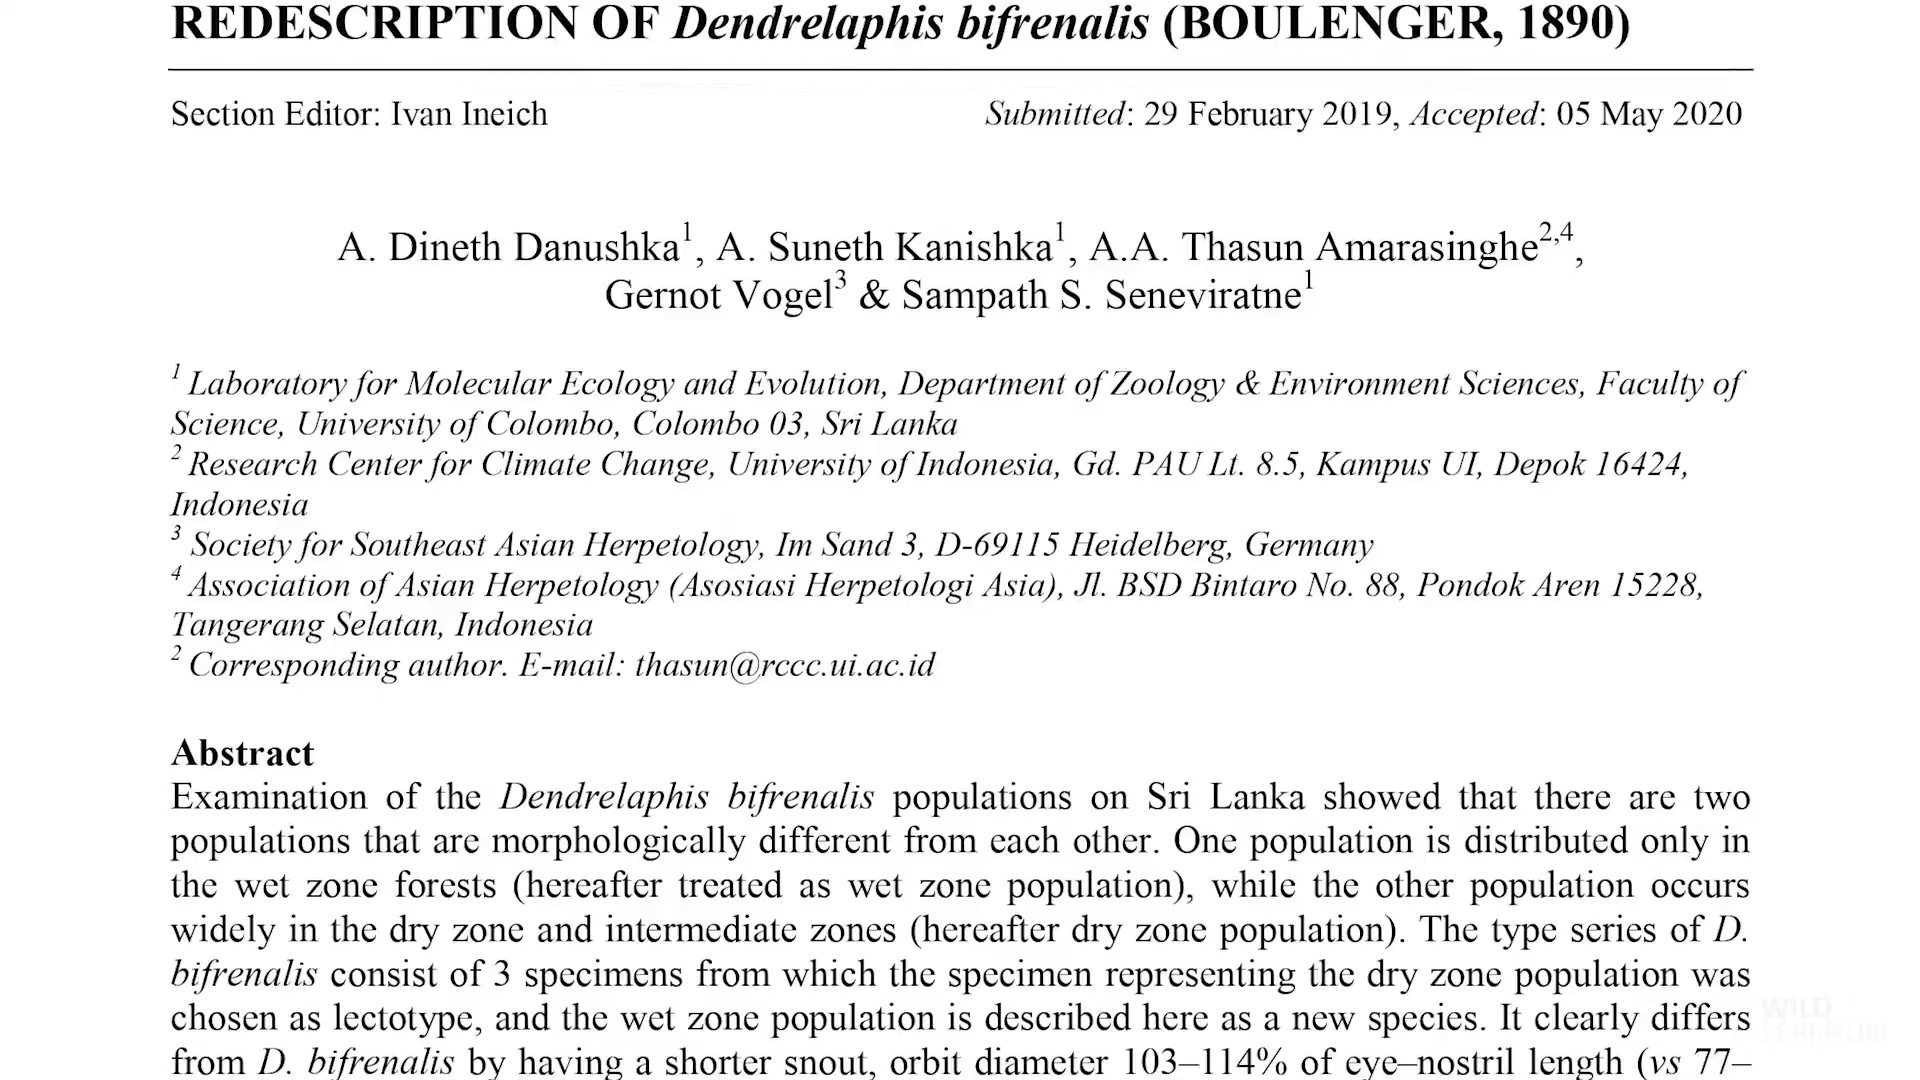 REDESCRIPTION OF Dendrelaphis bifrenalis (BOULENGER, 1890)
Section Editor: Ivan Ineich Submitted: 29 February 2019, Accepted: 05 May 2020
A. Dineth Danushka1, A. Suneth Kanishka1, A.A. Thasun Amarasinghe2,4,
Gernot Vogel3 & Sampath S. Seneviratne1
1 Laboratory for Molecular Ecology and Evolution, Department of Zoology & Environment Sciences, Faculty of
Science, University of Colombo, Colombo 03, Sri Lanka
2 Research Center for Climate Change, University of Indonesia, Gd. PAU Lt. 8.5, Kampus UI, Depok 16424,
Indonesia
3 Society for Southeast Asian Herpetology, Im Sand 3, D-69115 Heidelberg, Germany
4 Association of Asian Herpetology (Asosiasi Herpetologi Asia), Jl. BSD Bintaro No. 88, Pondok Aren 15228,
Tangerang Selatan, Indonesia
2 Corresponding author. E-mail: thasun@rccc.ui.ac.id
Abstract
Examination of the Dendrelaphis bifrenalis populations on Sri Lanka showed that there are two
populations that are morphologically different from each other. One population is distributed only in
the wet zone forests (hereafter treated as wet zone population), while the other population occurs
widely in the dry zone and intermediate zones (hereafter dry zone population). The type series of D.
bifrenalis consist of 3 specimens from which the specimen representing the dry zone population was
chosen as lectotype, and the wet zone population is described here as a new species. It clearly differs
from D. bifrenalis by having a shorter snout, orbit diameter 103–114% of eye–nostril length (vs 77–
WILD